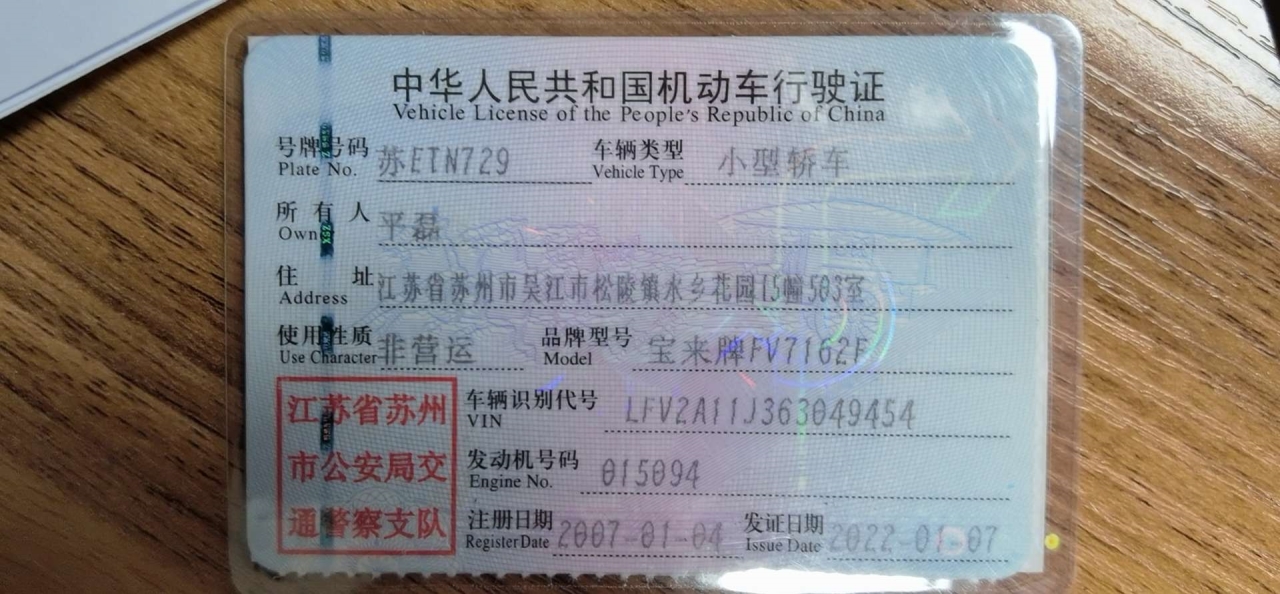 中华人民共和国机动车行驶证
Vehicle License of the People's Republic of China
号牌号码 苏ETN729 车辆类型 小型轿车
Plate No. Vehicle Type
所有人 平磊
Owner
住址 江苏省苏州市吴江市松陵镇水乡花园15幢503室
Address
使用性质 非营运 品牌型号 宝来牌FV7162F
Use Character Model
江苏省苏州
市公安局交
通警察支队
车辆识别代号 LFV2A11J363049454
VIN
发动机号码 015094
Engine No.
注册日期 2007-01-04 发证日期 2022-01-07
Register Date Issue Date